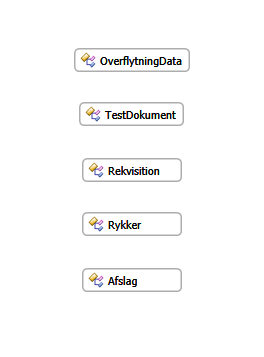 OverflytningData
TestDokument
Rekvisition
Rykker
Afslag